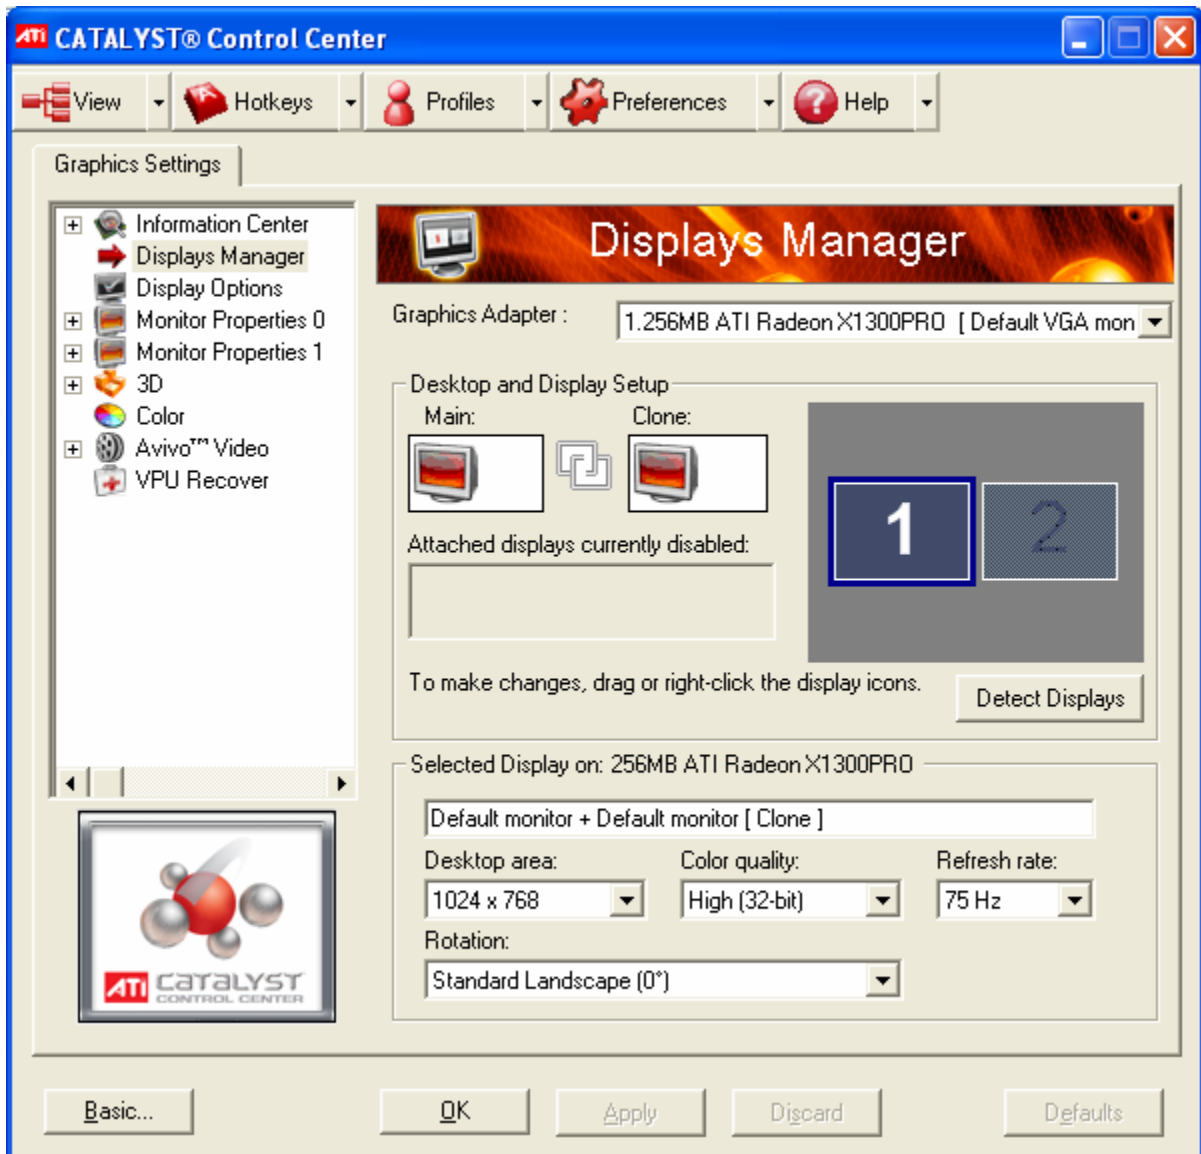 ATI CATALYST® Control Center
View Hotkeys Profiles Preferences Help
Graphics Settings
Information Center
Displays Manager
Display Options
Monitor Properties 0
Monitor Properties 1
3D
Color
Avivo™ Video
VPU Recover
Displays Manager
Graphics Adapter :
1.256MB ATI Radeon X1300PRO [ Default VGA mon
Desktop and Display Setup
Main: Clone:
Attached displays currently disabled:
1 2
To make changes, drag or right-click the display icons.
Detect Displays
Selected Display on: 256MB ATI Radeon X1300PRO
Default monitor + Default monitor [ Clone ]
Desktop area: Color quality: Refresh rate:
1024 x 768 High (32-bit) 75 Hz
Rotation:
Standard Landscape (0°)
ATI CATALYST
CONTROL CENTER
Basic... OK Apply Discard Defaults